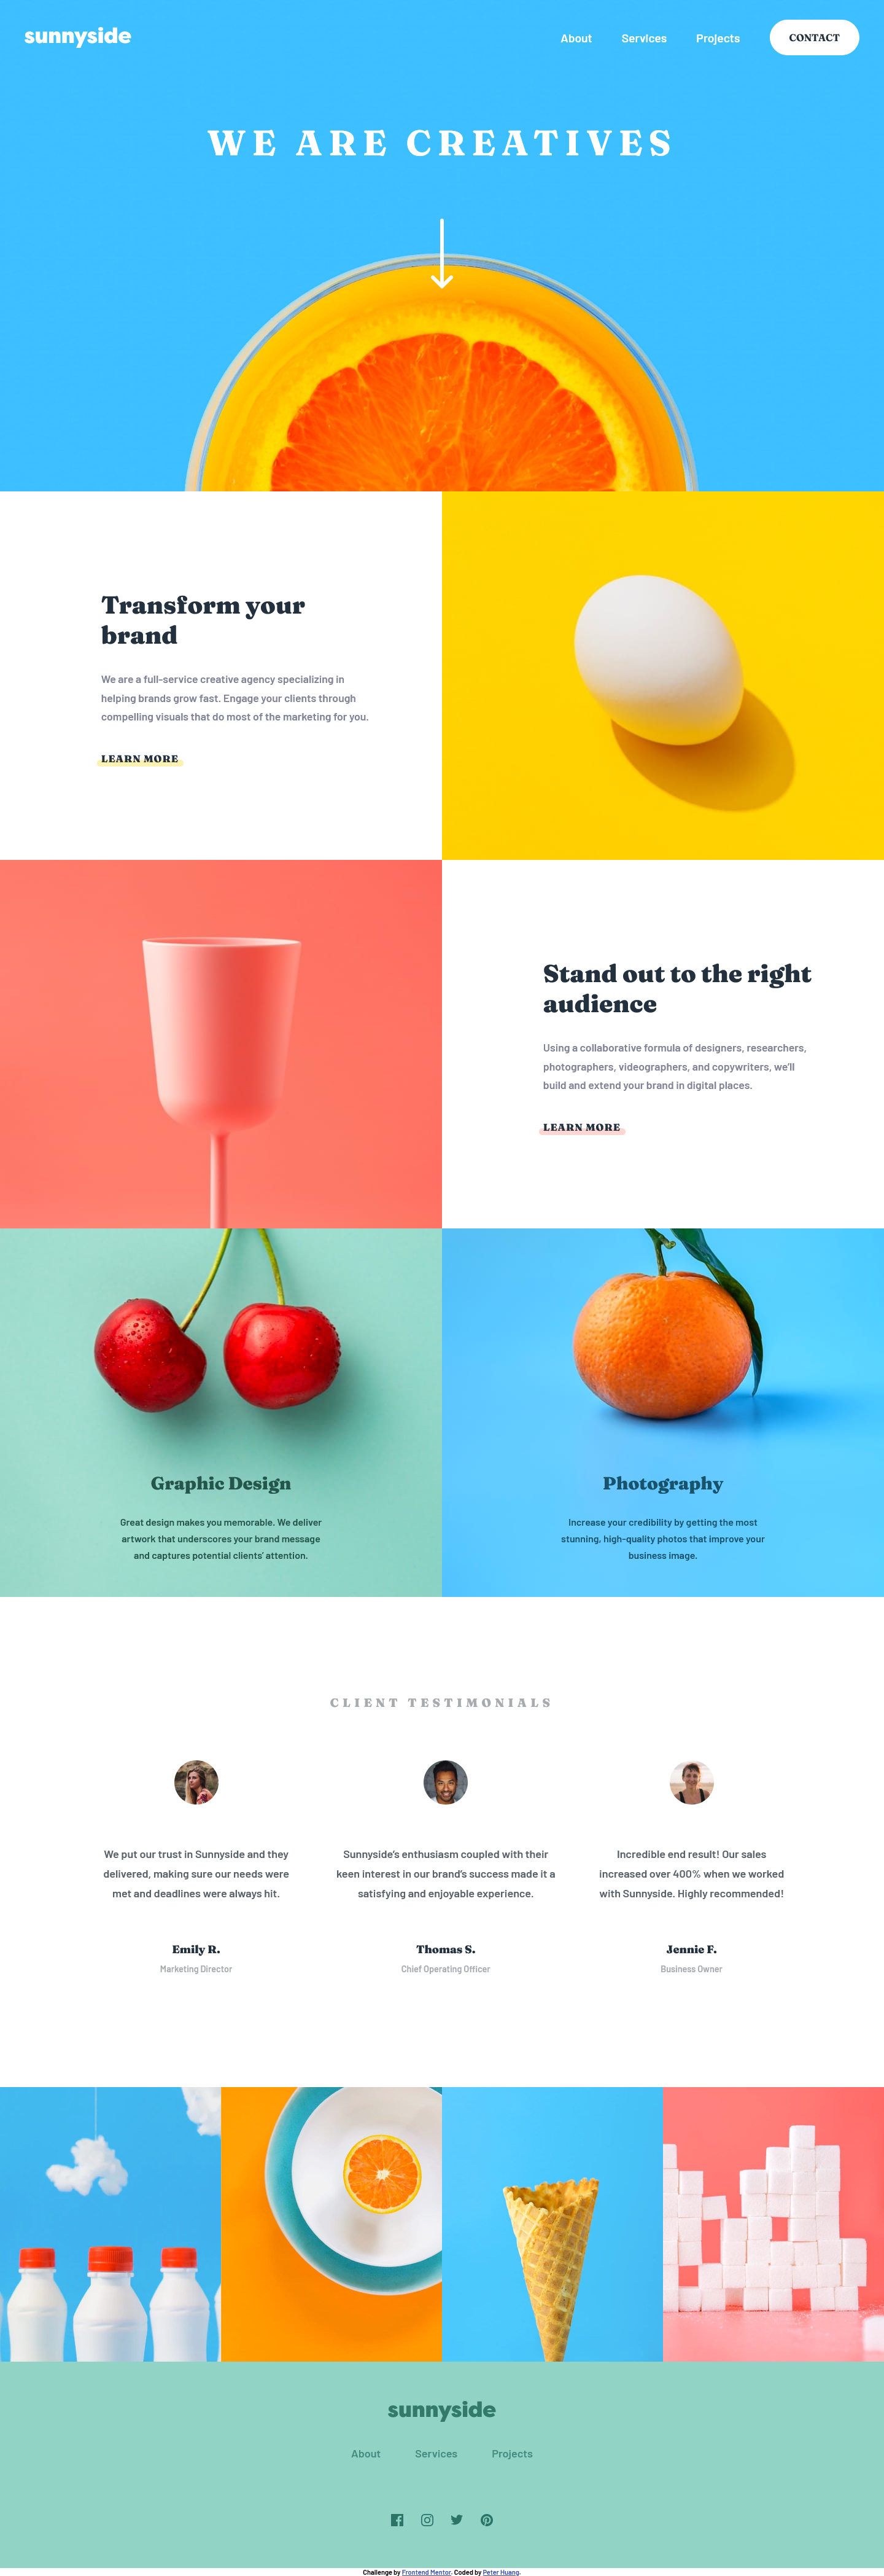 sunnyside
About Services Projects CONTACT
WE ARE CREATIVES
Transform your
brand
We are a full-service creative agency specializing in
helping brands grow fast. Engage your clients through
compelling visuals that do most of the marketing for you.
LEARN MORE
Stand out to the right
audience
Using a collaborative formula of designers, researchers,
photographers, videographers, and copywriters, we'll
build and extend your brand in digital places.
LEARN MORE
Graphic Design
Great design makes you memorable. We deliver
artwork that underscores your brand message
and captures potential clients' attention.
Photography
Increase your credibility by getting the most
stunning, high-quality photos that improve your
business image.
CLIENT TESTIMONIALS
We put our trust in Sunnyside and they
delivered, making sure our needs were
met and deadlines were always hit.
Emily R.
Marketing Director
Sunnyside's enthusiasm coupled with their
keen interest in our brand's success made it a
satisfying and enjoyable experience.
Thomas S.
Chief Operating Officer
Incredible end result! Our sales
increased over 400% when we worked
with Sunnyside. Highly recommended!
Jennie F.
Business Owner
sunnyside
About Services Projects
Challenge by Frontend Mentor. Coded by Peter Huang.